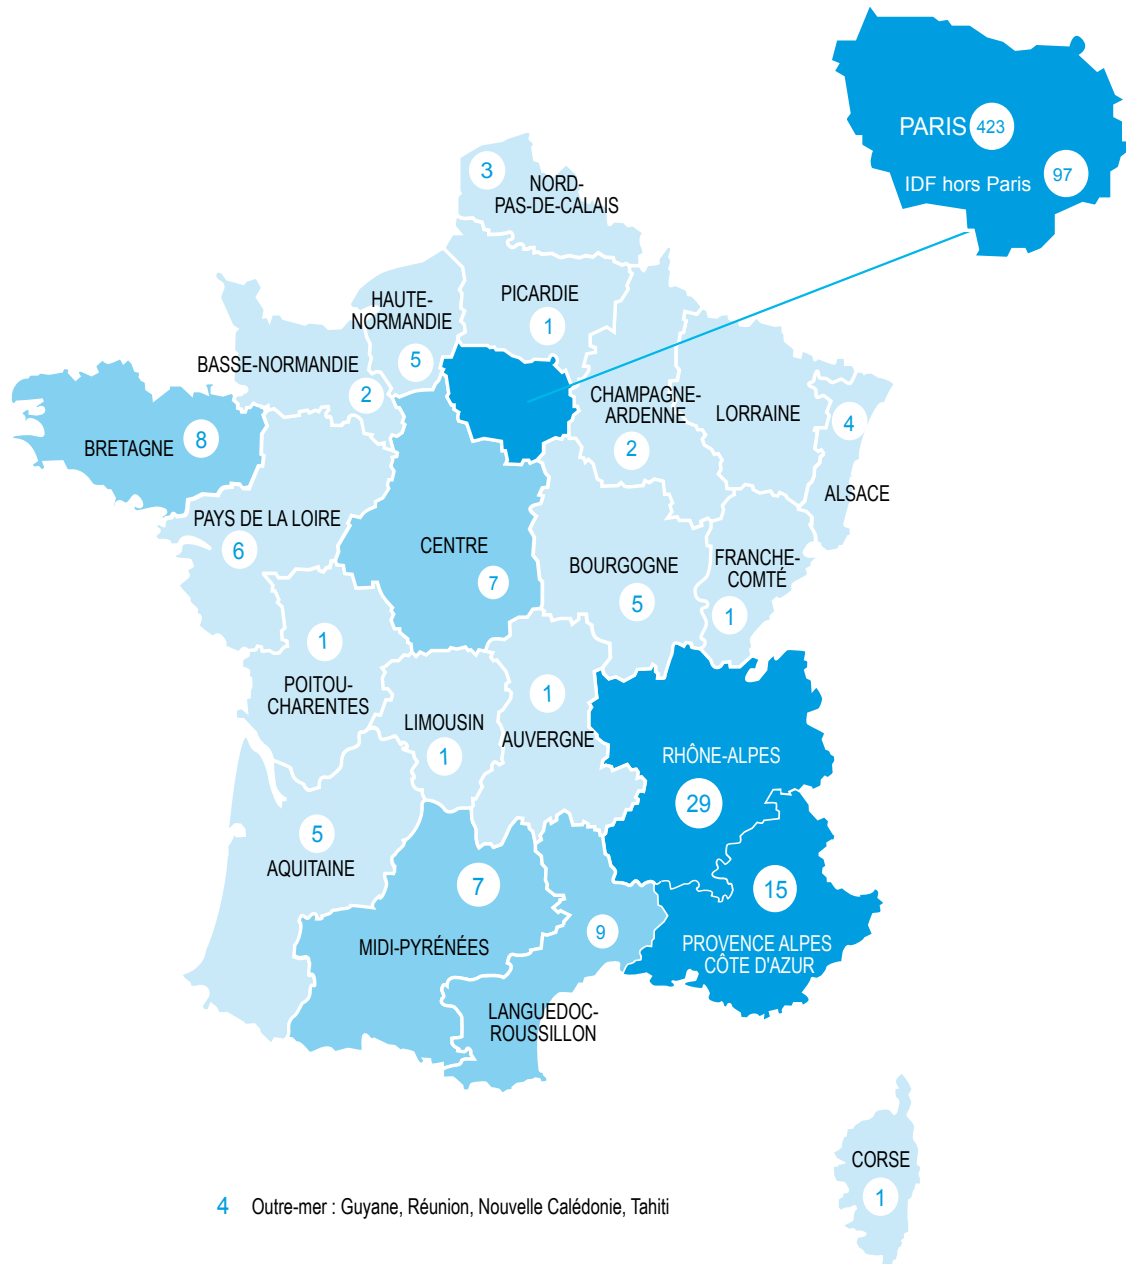 PARIS 423
IDF hors Paris 97
3
NORD-
PAS-DE-CALAIS
PICARDIE
1
HAUTE-
NORMANDIE
5
BASSE-NORMANDIE
2
CHAMPAGNE-
ARDENNE
2
LORRAINE
4
ALSACE
BRETAGNE 8
PAYS DE LA LOIRE
6
CENTRE
7
BOURGOGNE
5
FRANCHE-
COMTÉ
1
1
POITOU-
CHARENTES
LIMOUSIN
1
1
AUVERGNE
RHÔNE-ALPES
29
5
AQUITAINE
7
MIDI-PYRÉNÉES
9
LANGUEDOC-
ROUSSILLON
15
PROVENCE ALPES
CÔTE D'AZUR
CORSE
1
4 Outre-mer : Guyane, Réunion, Nouvelle Calédonie, Tahiti